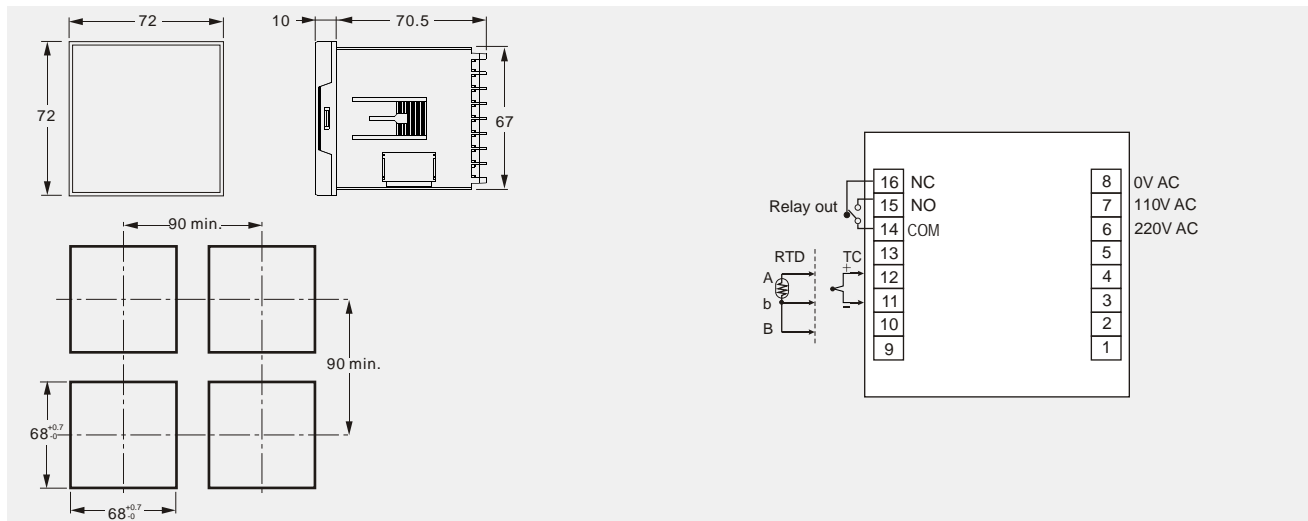 72
10
70.5
72
67
90 min.
90 min.
68+0.7-0
68+0.7-0
Relay out
16 NC
15 NO
14 COM
13
RTD
TC
+
A
12
b
11
-
B
10
9
8 0V AC
7 110V AC
6 220V AC
5
4
3
2
1